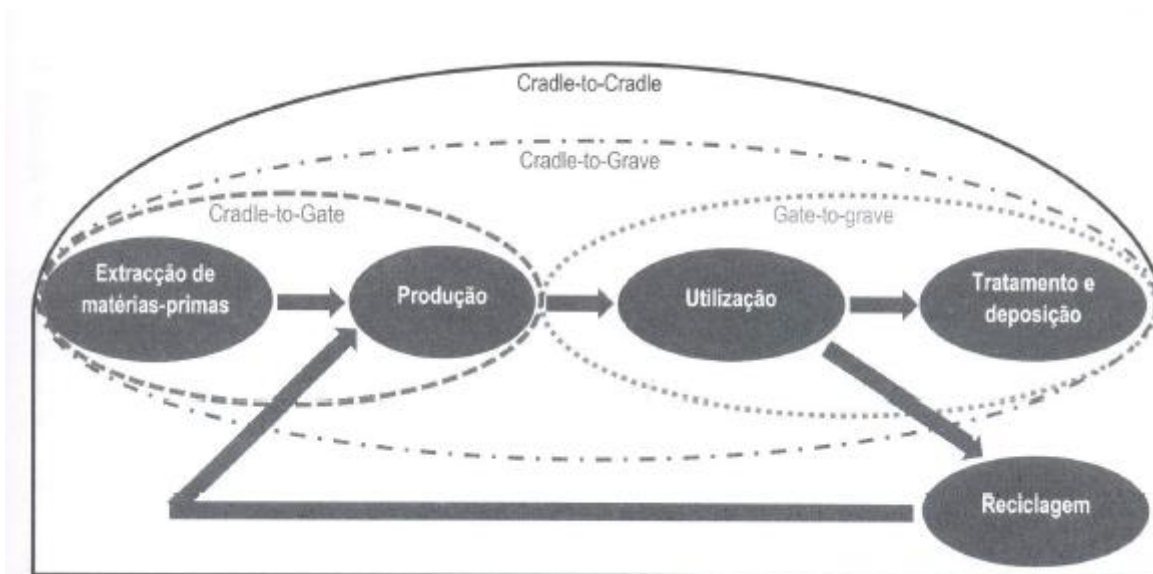 Cradle-to-Cradle
Cradle-to-Grave
Cradle-to-Gate
Gate-to-grave
Extracção de
matérias-primas
Produção
Utilização
Tratamento e
deposição
Reciclagem